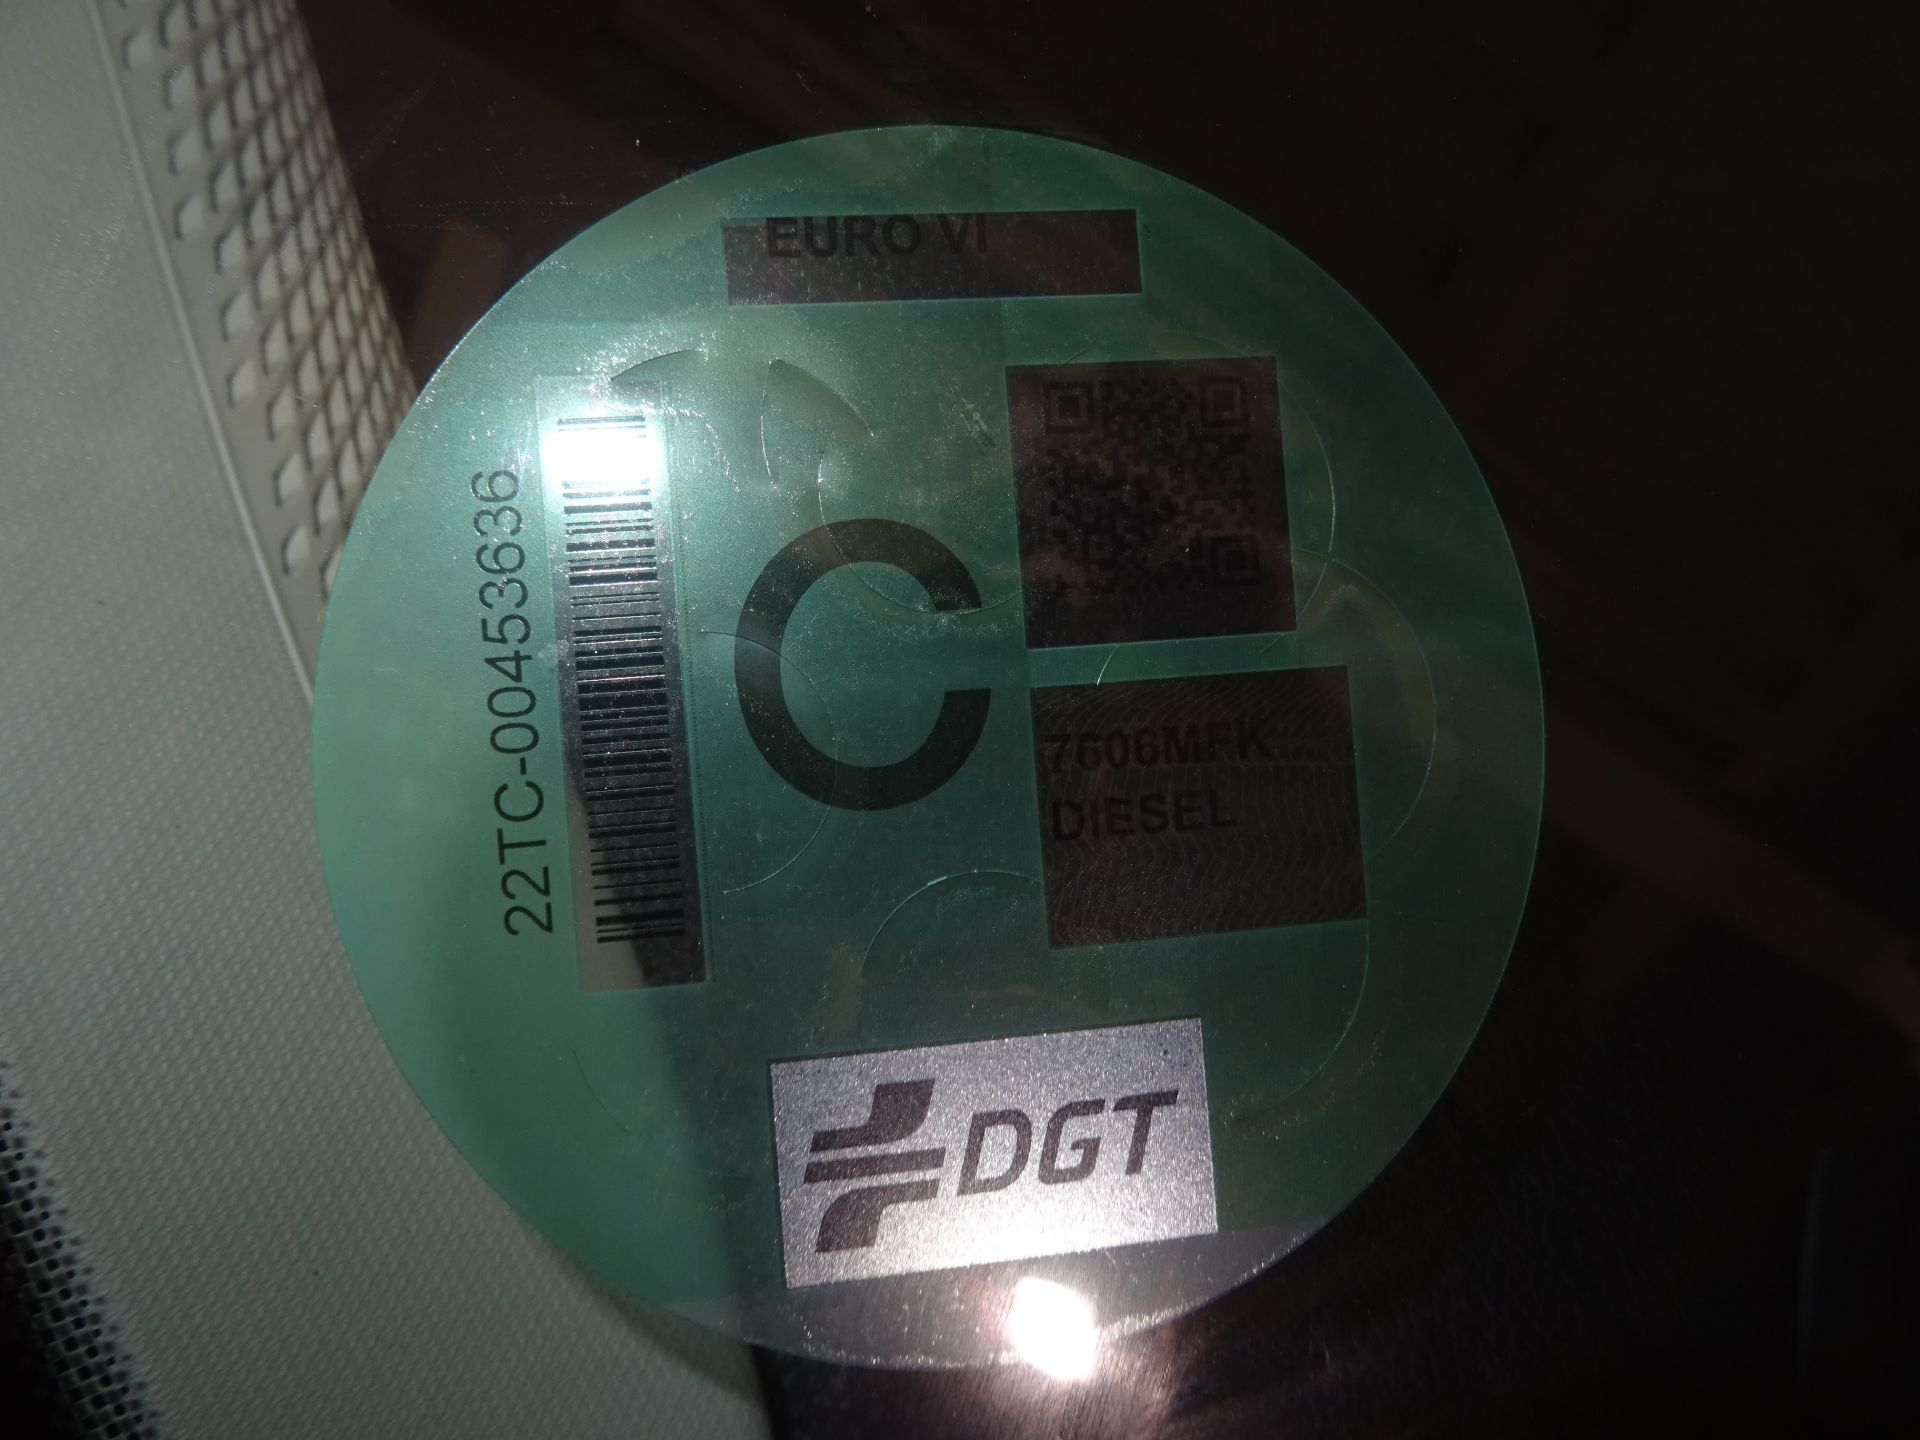 EURO VI
22TC-00453636
C
7606MFK
DIESEL
DGT